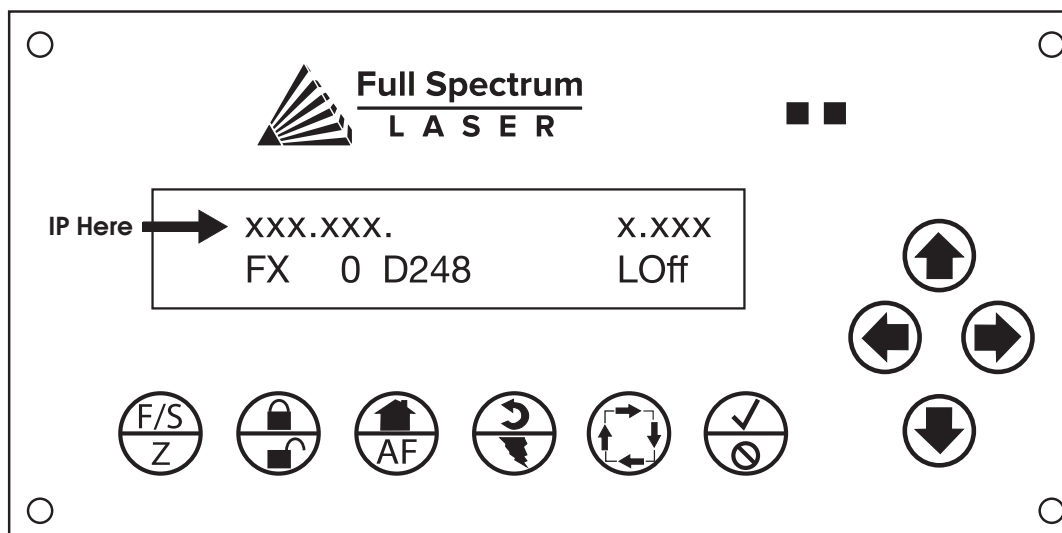 Full Spectrum
LASER
IP Here
xxx.xxx. x.xxx
FX 0 D248 LOff
F/S
Z
AF